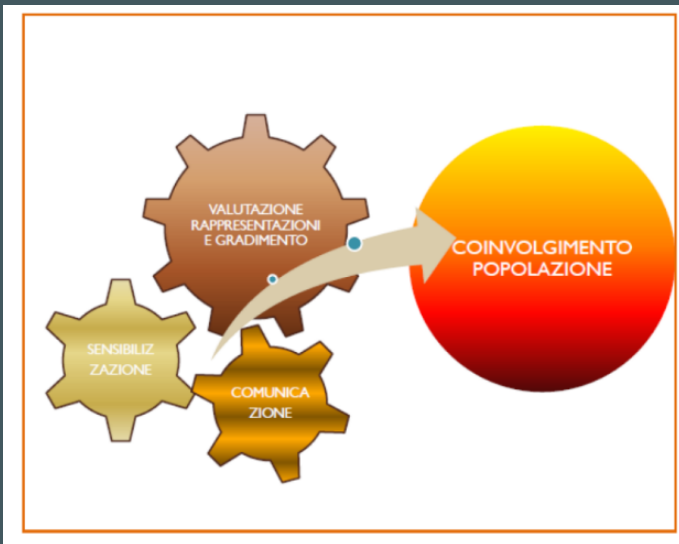 VALUTAZIONE
RAPPRESENTAZIONI
E GRADIMENTO
COINVOLGIMENTO
POPOLAZIONE
SENSIBILIZ
ZAZIONE
COMUNICA
ZIONE